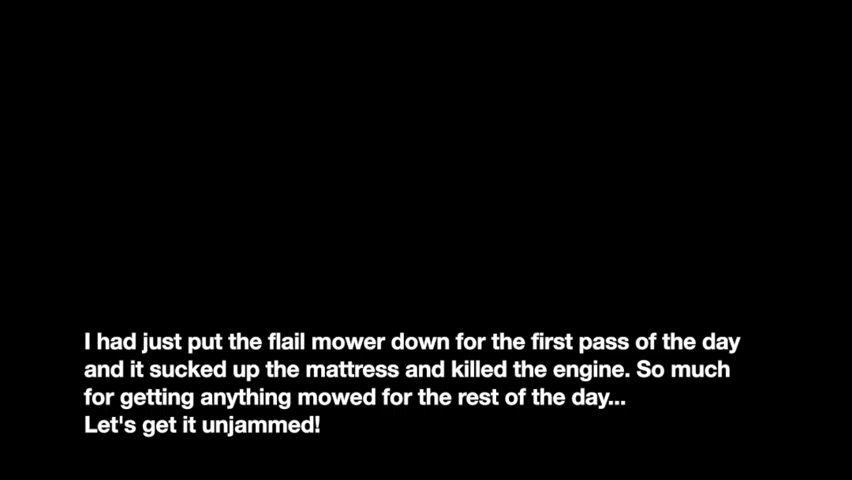 I had just put the flail mower down for the first pass of the day
and it sucked up the mattress and killed the engine. So much
for getting anything mowed for the rest of the day...
Let's get it unjammed!